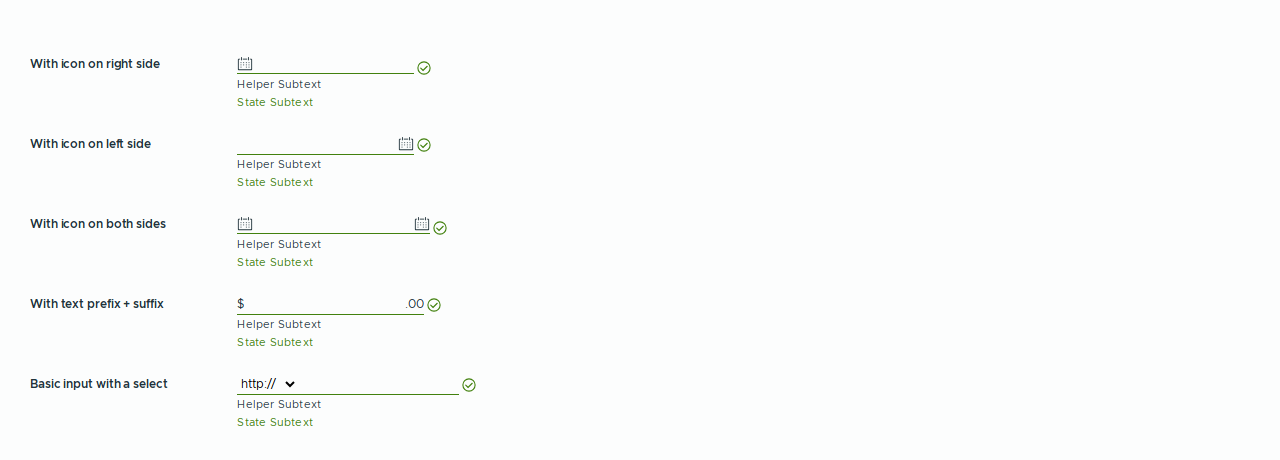 With icon on right side
Helper Subtext
State Subtext
With icon on left side
Helper Subtext
State Subtext
With icon on both sides
Helper Subtext
State Subtext
With text prefix + suffix $ .00
Helper Subtext
State Subtext
Basic input with a select http://
Helper Subtext
State Subtext